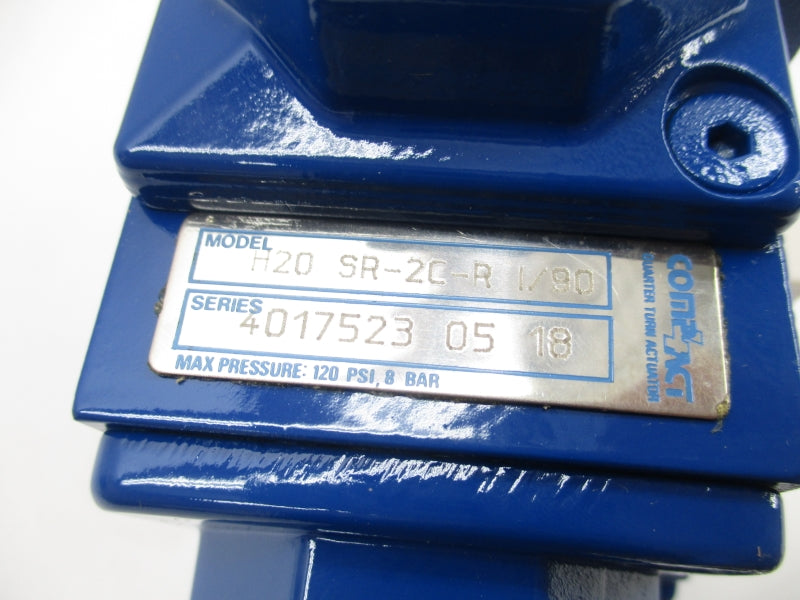 MODEL
H20 SR-2C-R I/90
SERIES
4017523 05 18
MAX PRESSURE: 120 PSI, 8 BAR
COMPACT
QUARTER TURN ACTUATOR